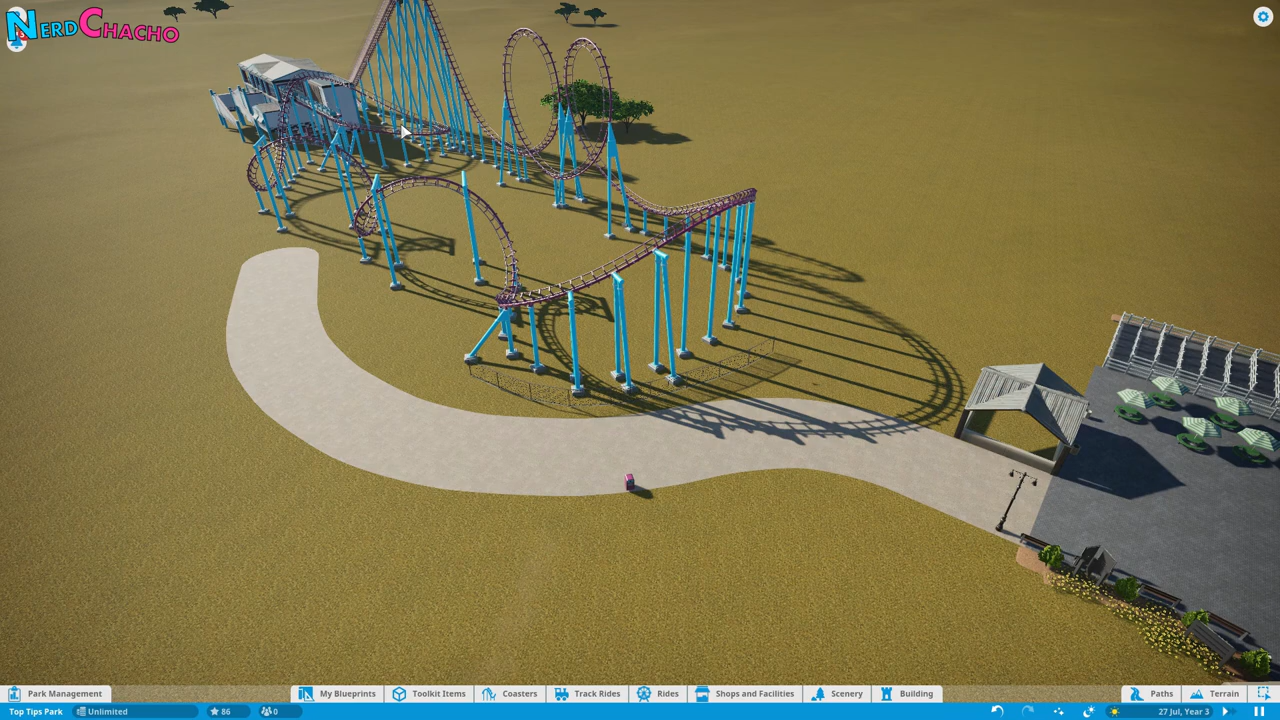 NERDCHACHO
Park Management
My Blueprints
Toolkit Items
Coasters
Track Rides
Rides
Shops and Facilities
Scenery
Building
Paths
Terrain
Top Tips Park
Unlimited
86
0
27 Jul, Year 3